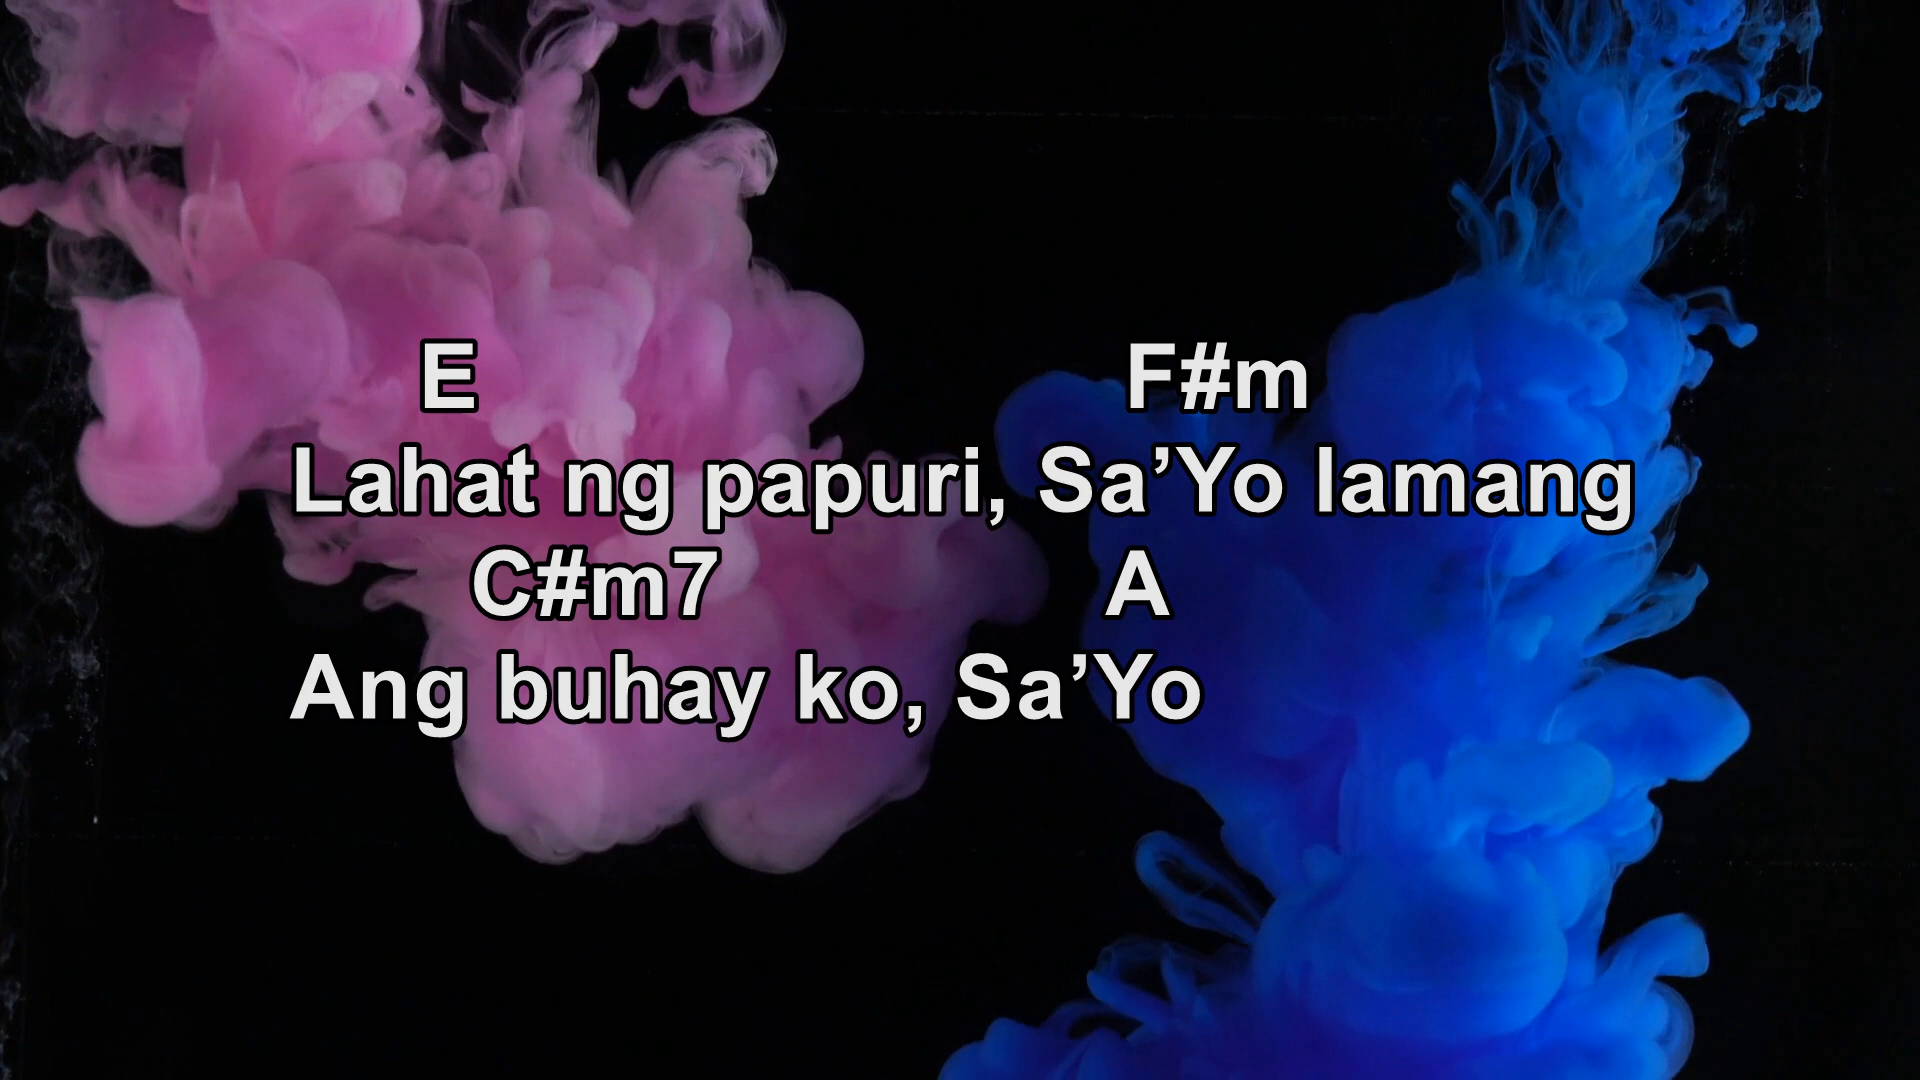 E F#m
Lahat ng papuri, Sa’Yo lamang
C#m7 A
Ang buhay ko, Sa’Yo